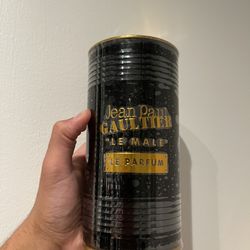 Jean Paul
GAULTIER
"LE MALE"
LE PARFUM